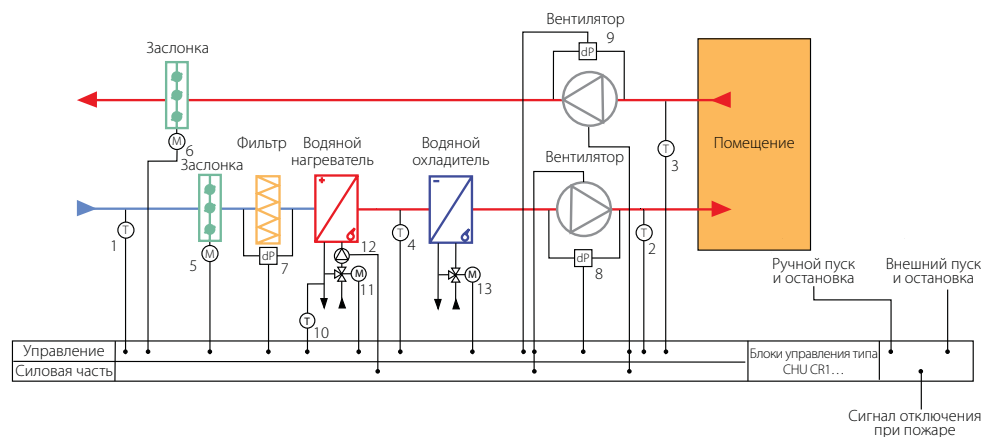 Вентилятор
9
dP
Заслонка
M
6
Помещение
T
3
Заслонка
Фильтр
Водяной
нагреватель
Водяной
охладитель
Вентилятор
+
-
T
1
M
5
dP
7
12
M
11
T
10
T
4
M
13
dP
8
T
2
Ручной пуск
и остановка
Внешний пуск
и остановка
Управление
Силовая часть
Блоки управления типа
CHU CR1...
Сигнал отключения
при пожаре